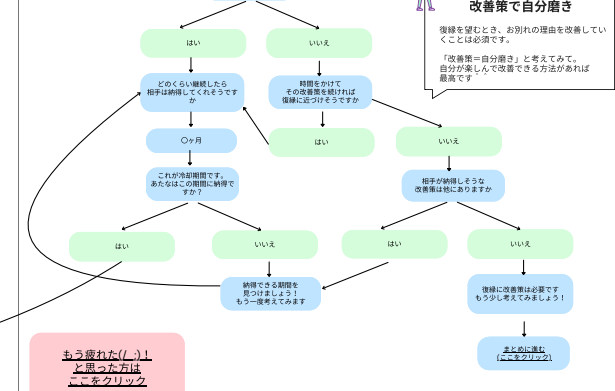 改善策で自分磨き
復縁を望むとき、お別れの理由を改善してい
くことは必須です。
「改善策＝自分磨き」と考えてみて。
自分が楽しんで改善できる方法があれば
最高です＾＾
はい
いいえ
どのくらい継続したら
相手は納得してくれそうです
か
時間をかけて
その改善策を続ければ
復縁に近づけそうですか
〇ヶ月
はい
いいえ
これが冷却期間です。
あたなはこの期間に納得で
すか？
相手が納得しそうな
改善策は他にありますか
はい
いいえ
はい
いいえ
納得できる期間を
見つけましょう！
もう一度考えてみます
復縁に改善策は必要です
もう少し考えてみましょう！
まとめに進む
(ここをクリック)
もう疲れた(/_;)！
と思った方は
ここをクリック